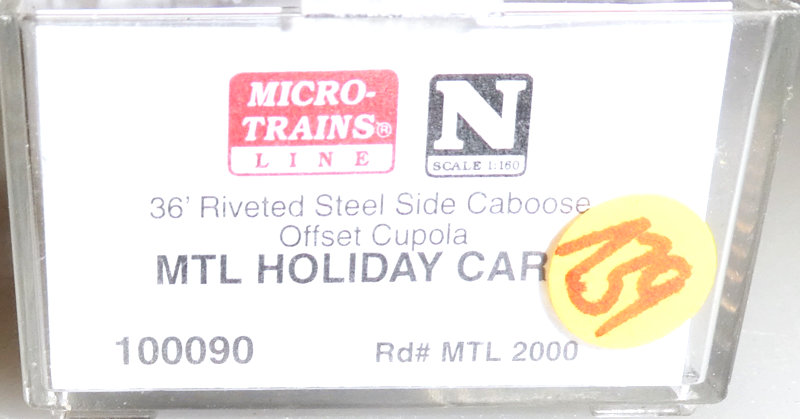 MICRO-
TRAINS®
LINE
N
SCALE 1:160
36' Riveted Steel Side Caboose
Offset Cupola
MTL HOLIDAY CAR
139
100090
Rd# MTL 2000